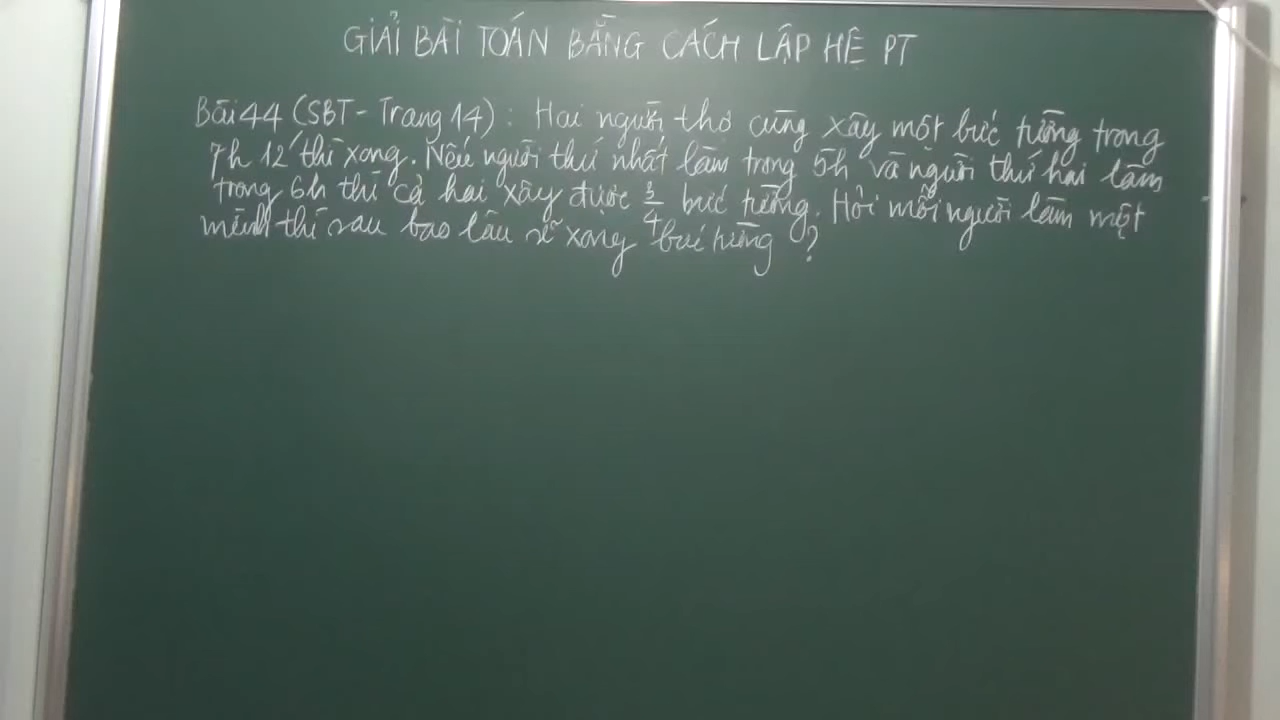 GIẢI BÀI TOÁN BẰNG CÁCH LẬP HỆ PT
Bài 44 (SBT - Trang 14) : Hai người thợ cùng xây một bức tường trong
7h 12' thì xong. Nếu người thứ nhất làm trong 5h và người thứ hai làm
trong 6h thì cả hai xây được 3/4 bức tường. Hỏi mỗi người làm một
mình thì sau bao lâu sẽ xong bức tường ?